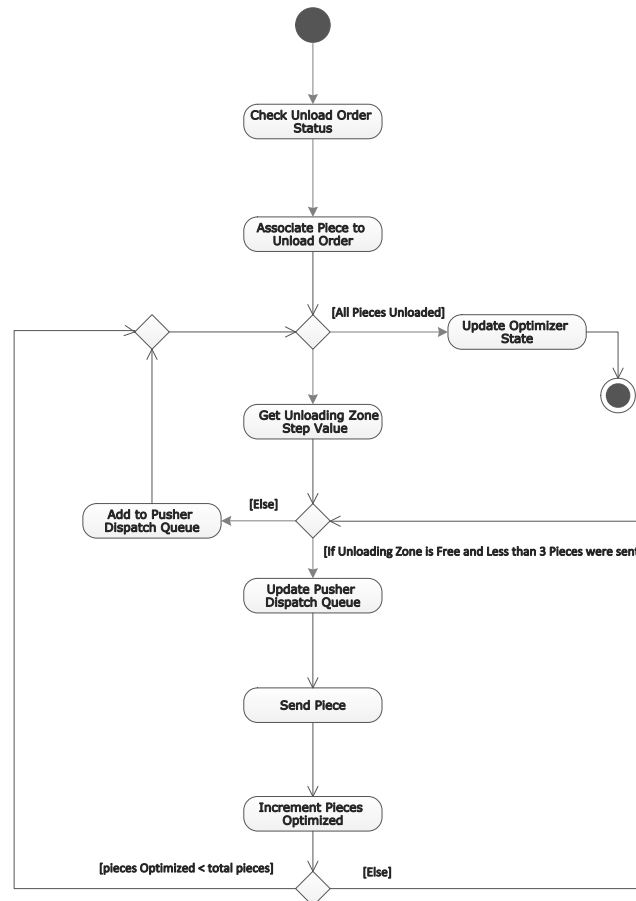 Check Unload Order
Status
Associate Piece to
Unload Order
[All Pieces Unloaded]
Update Optimizer
State
Get Unloading Zone
Step Value
[Else]
Add to Pusher
Dispatch Queue
[If Unloading Zone is Free and Less than 3 Pieces were sent
Update Pusher
Dispatch Queue
Send Piece
Increment Pieces
Optimized
[pieces Optimized < total pieces]
[Else]